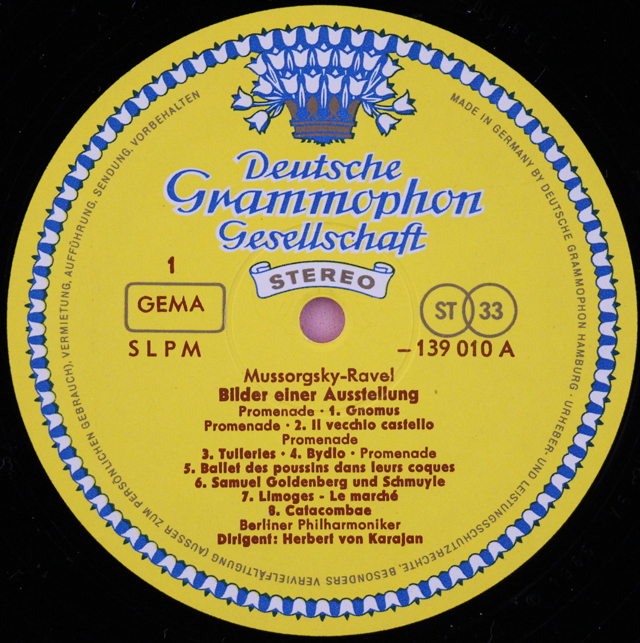 Deutsche
Grammophon
Gesellschaft
STEREO
1
GEMA
ST 33
SLPM
– 139 010 A
Mussorgsky-Ravel
Bilder einer Ausstellung
Promenade · 1. Gnomus
Promenade · 2. Il vecchio castello
Promenade
3. Tuileries · 4. Bydlo · Promenade
5. Ballet des poussins dans leurs coques
6. Samuel Goldenberg und Schmuyle
7. Limoges - Le marché
8. Catacombae
Berliner Philharmoniker
Dirigent: Herbert von Karajan
MADE IN GERMANY BY DEUTSCHE GRAMMOPHON HAMBURG · URHEBER- UND LEISTUNGSSCHUTZRECHTE, BESONDERS VERVIELFÄLTIGUNG (AUSSER ZUM PERSÖNLICHEN GEBRAUCH), VERMIETUNG, AUFFÜHRUNG, SENDUNG, VORBEHALTEN